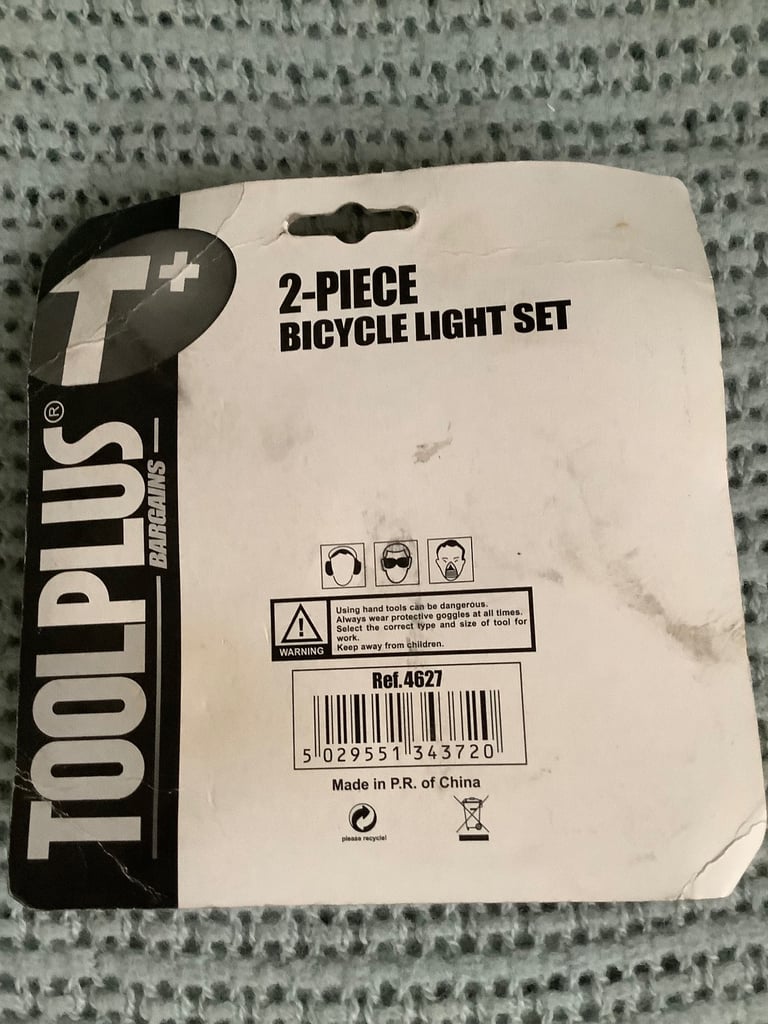 T+
TOOLPLUS®
BARGAINS
2-PIECE
BICYCLE LIGHT SET
WARNING
Using hand tools can be dangerous.
Always wear protective goggles at all times.
Select the correct type and size of tool for
work.
Keep away from children.
Ref.4627
5 029551 343720
Made in P.R. of China
please recycle!